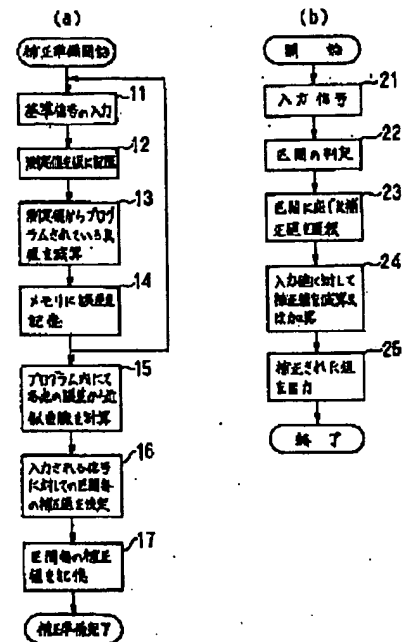 (a)
補正準備開始
11
基準信号の入力
12
測定値を仮に記憶
13
測定値からプログ
ラムされている真
値を減算
14
メモリに誤差を
記憶
15
プログラム内にて
各点の誤差から近
似曲線を計算
16
入力される信号
に対しての区間毎
の補正値を決定
17
区間毎の補正
値を記憶
補正準備完了
(b)
開始
21
入力信号
22
区間の判定
23
区間に応じた補
正値を選択
24
入力値に対して
補正値を減算又
は加算
25
補正された値
を出力
終了